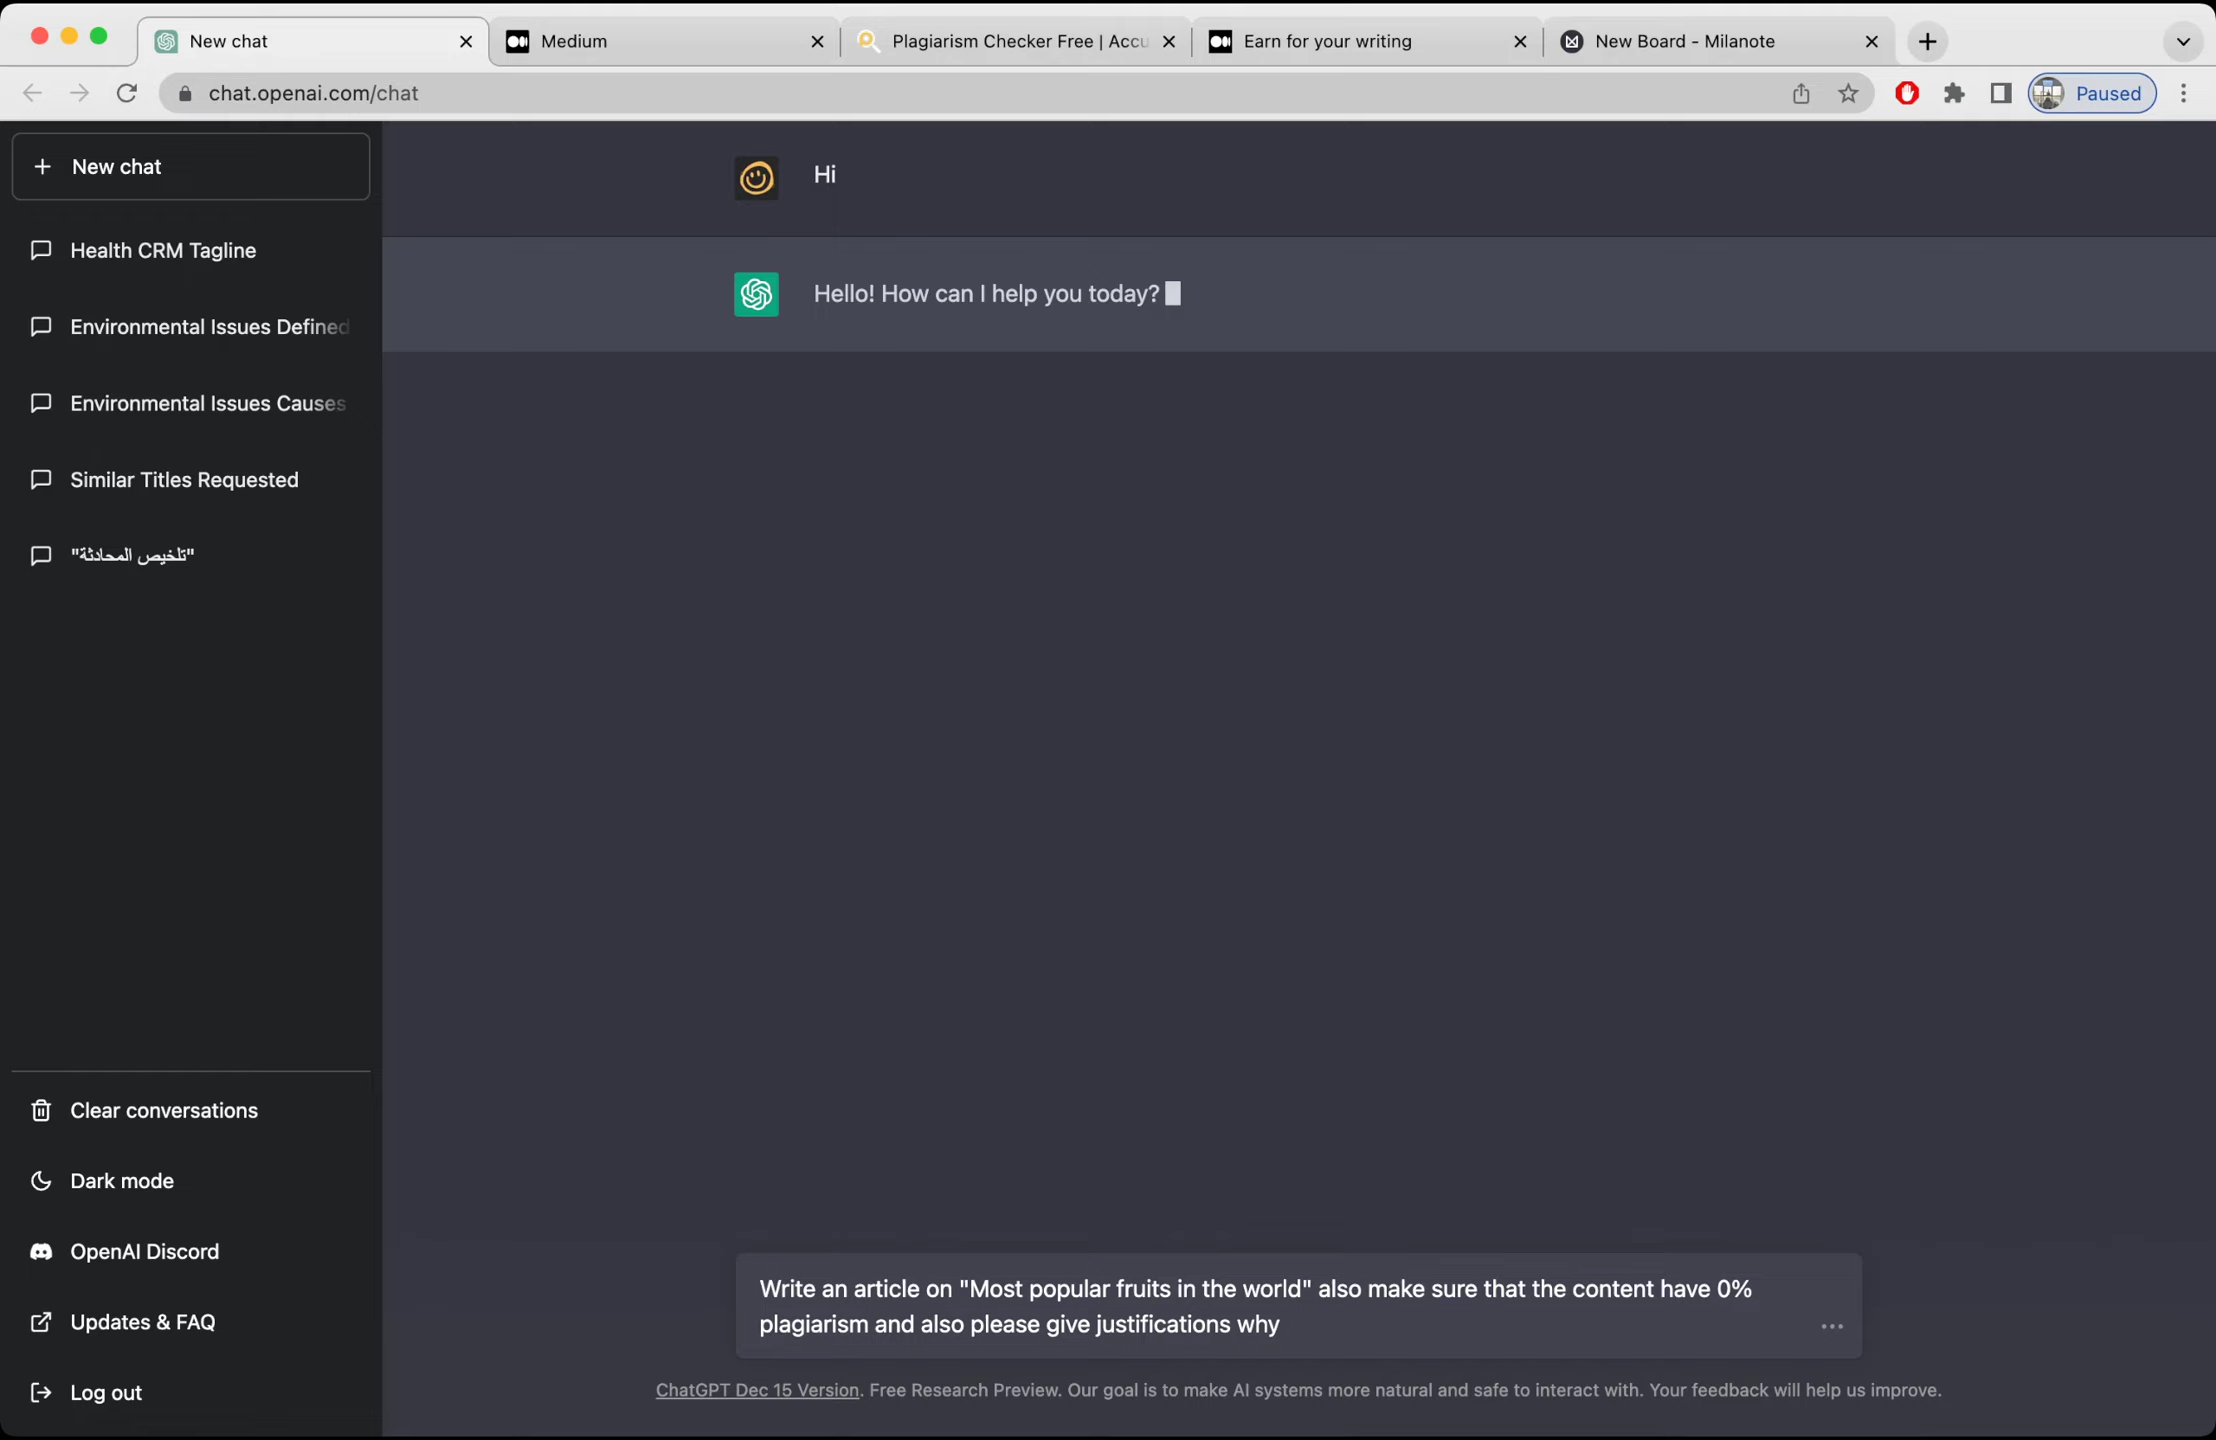 New chat
Medium
Plagiarism Checker Free | Accu
Earn for your writing
New Board - Milanote
chat.openai.com/chat
Paused
New chat
Health CRM Tagline
Environmental Issues Defined
Environmental Issues Causes
Similar Titles Requested
"تلخيص المحادثة"
Clear conversations
Dark mode
OpenAI Discord
Updates & FAQ
Log out
Hi
Hello! How can I help you today?
Write an article on "Most popular fruits in the world" also make sure that the content have 0%
plagiarism and also please give justifications why
ChatGPT Dec 15 Version. Free Research Preview. Our goal is to make AI systems more natural and safe to interact with. Your feedback will help us improve.